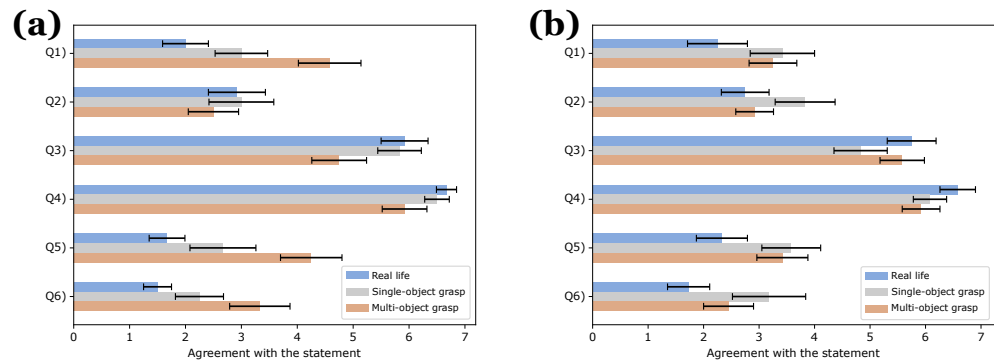 (a)
Q1)
Q2)
Q3)
Q4)
Q5)
Q6)
Real life
Single-object grasp
Multi-object grasp
0 1 2 3 4 5 6 7
Agreement with the statement
(b)
Q1)
Q2)
Q3)
Q4)
Q5)
Q6)
Real life
Single-object grasp
Multi-object grasp
0 1 2 3 4 5 6 7
Agreement with the statement